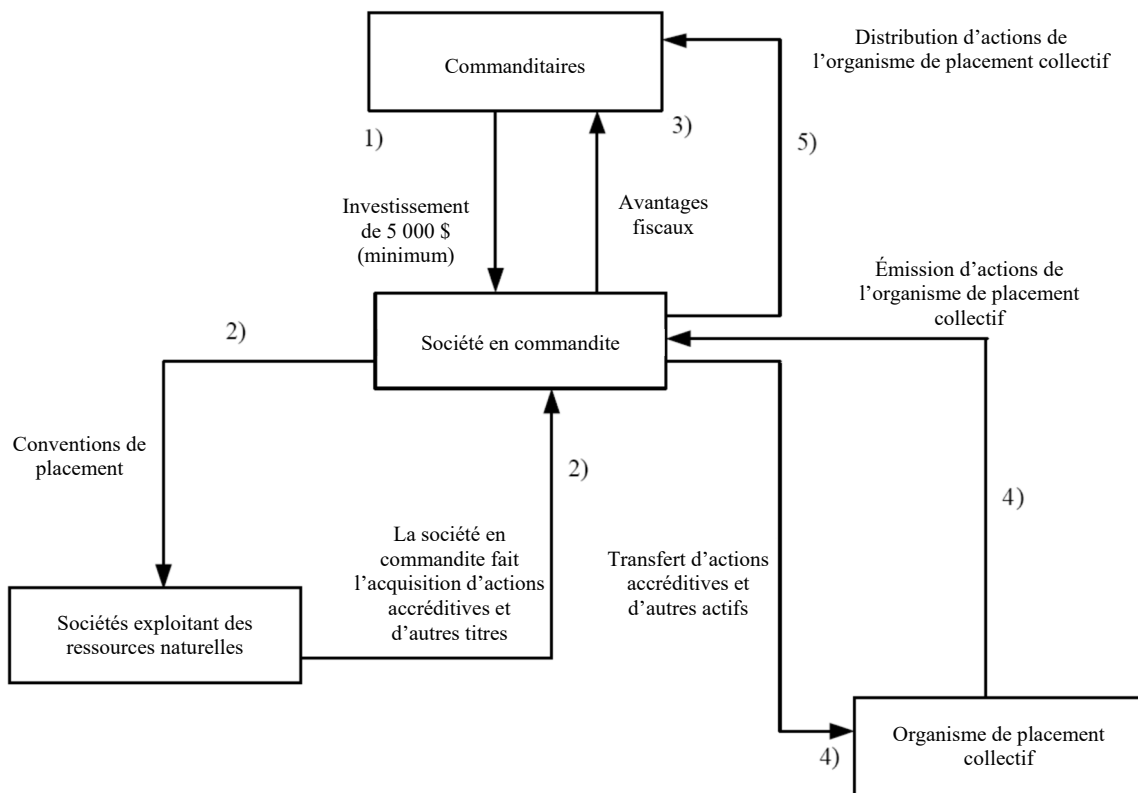 Commanditaires
Distribution d’actions de
l’organisme de placement collectif
1)
3)
5)
Investissement
de 5 000 $
(minimum)
Avantages
fiscaux
Émission d’actions de
l’organisme de placement
collectif
2)
Société en commandite
Conventions de
placement
2)
4)
La société en
commandite fait
l’acquisition d’actions
accréditives et
d’autres titres
Transfert d’actions
accréditives et
d’autres actifs
Sociétés exploitant des
ressources naturelles
4)
Organisme de placement
collectif